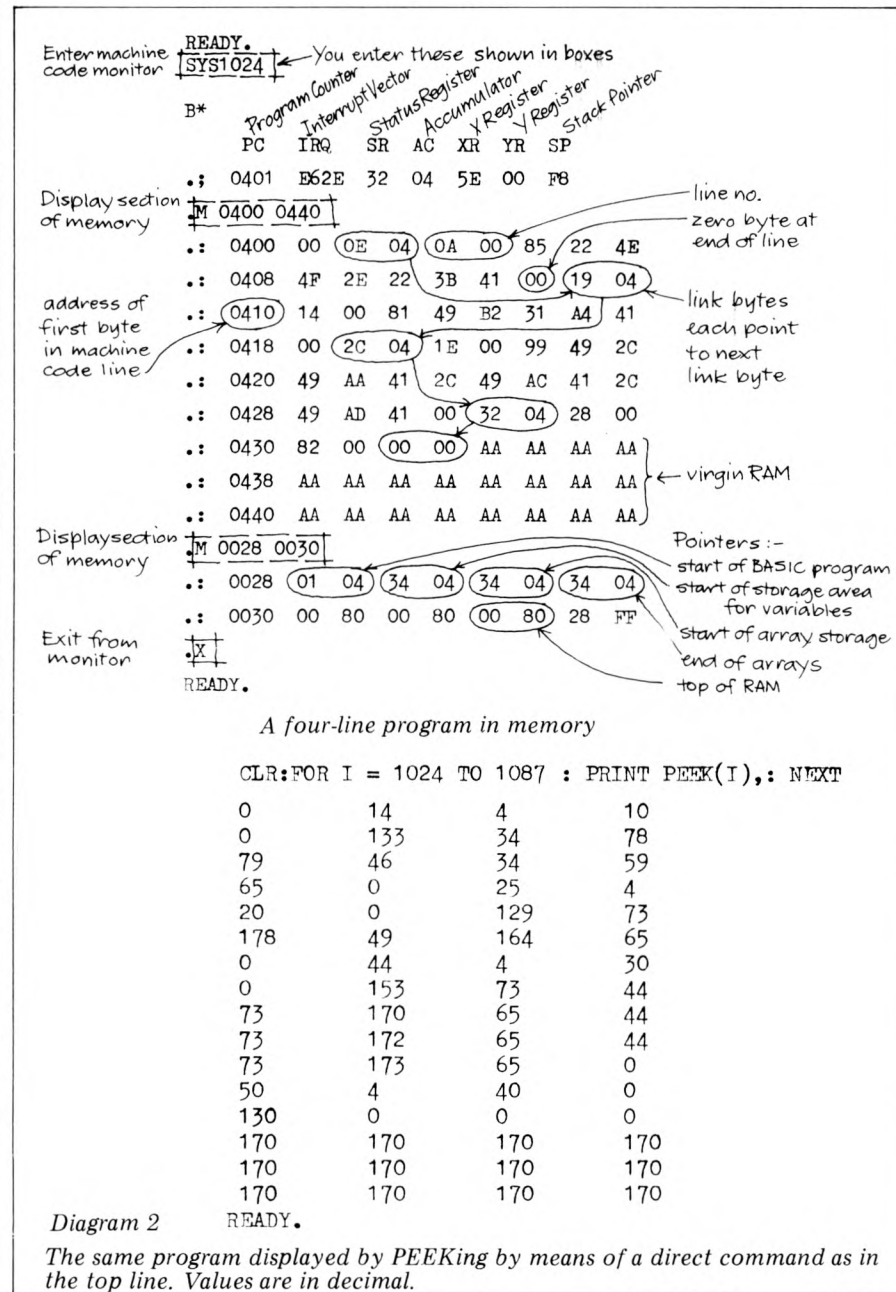 READY.
Enter machine code monitor
SYS1024
You enter these shown in boxes
B*
Program Counter
Interrupt Vector
Status Register
Accumulator
X Register
Y Register
Stack Pointer
PC IRQ SR AC XR YR SP
.; 0401 E62E 32 04 5E 00 F8
Display section of memory
.M 0400 0440
line no.
zero byte at end of line
.: 0400 00 0E 04 0A 00 85 22 4E
.: 0408 4F 2E 22 3B 41 00 19 04
address of first byte in machine code line
link bytes each point to next link byte
.: 0410 14 00 81 49 B2 31 A4 41
.: 0418 00 2C 04 1E 00 99 49 2C
.: 0420 49 AA 41 2C 49 AC 41 2C
.: 0428 49 AD 41 00 32 04 28 00
.: 0430 82 00 00 00 AA AA AA AA
.: 0438 AA AA AA AA AA AA AA AA
virgin RAM
.: 0440 AA AA AA AA AA AA AA AA
Display section of memory
.M 0028 0030
Pointers :-
start of BASIC program
start of storage area for variables
.: 0028 01 04 34 04 34 04 34 04
.: 0030 00 80 00 80 00 80 28 FF
start of array storage
end of arrays
top of RAM
Exit from monitor
.X
READY.
A four-line program in memory
CLR:FOR I = 1024 TO 1087 : PRINT PEEK(I),: NEXT
0 14 4 10
0 133 34 78
79 46 34 59
65 0 25 4
20 0 129 73
178 49 164 65
0 44 4 30
0 153 73 44
73 170 65 44
73 172 65 44
73 173 65 0
50 4 40 0
130 0 0 0
170 170 170 170
170 170 170 170
170 170 170 170
Diagram 2 READY.
The same program displayed by PEEKing by means of a direct command as in
the top line. Values are in decimal.